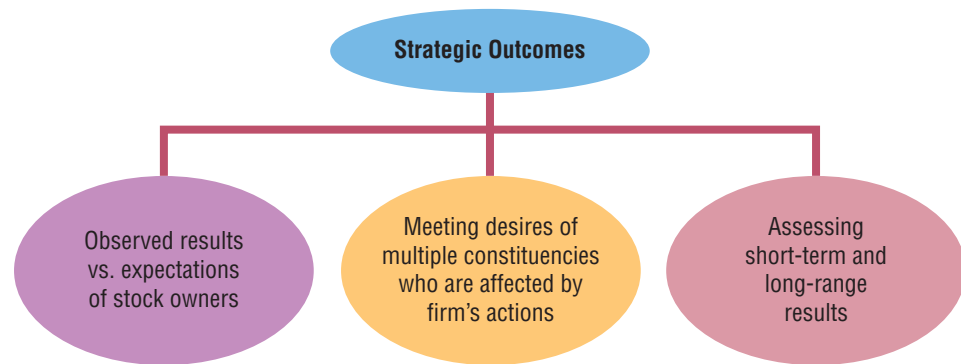 Strategic Outcomes
Observed results
vs. expectations
of stock owners
Meeting desires of
multiple constituencies
who are affected by
firm's actions
Assessing
short-term and
long-range
results